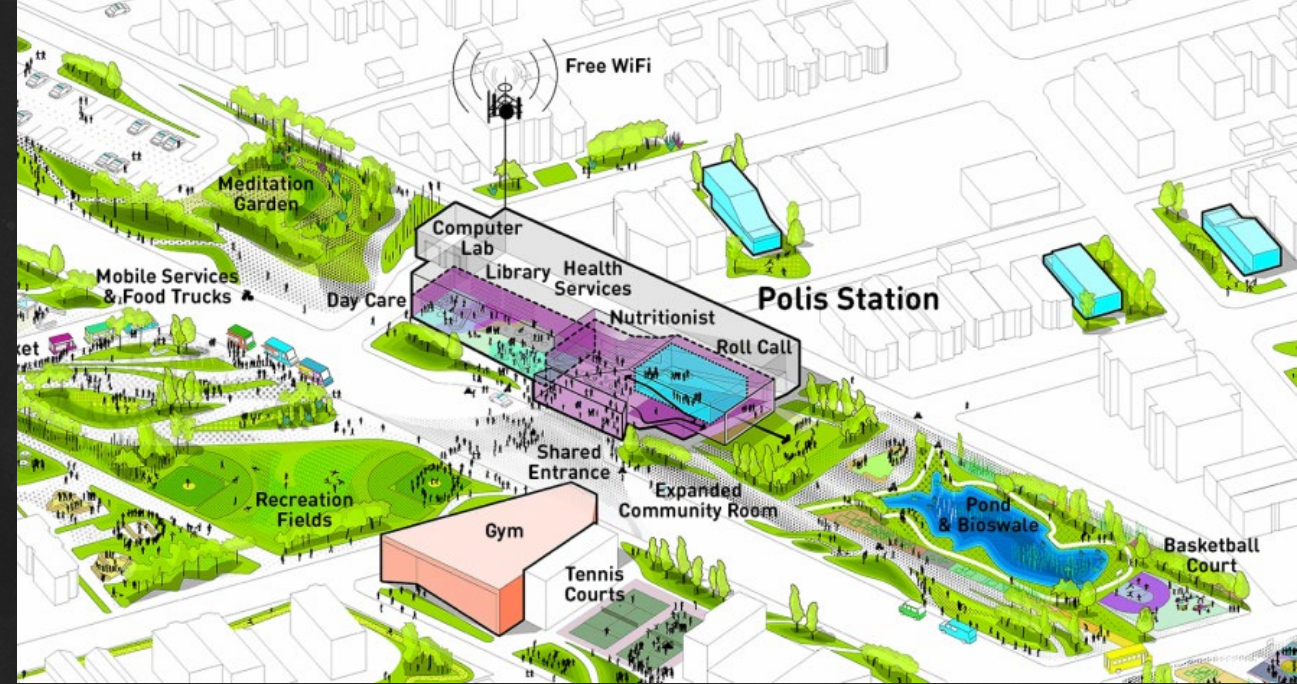 Free WiFi
Meditation
Garden
Computer
Lab
Library
Health
Services
Mobile Services
& Food Trucks
Day Care
Polis Station
Nutritionist
Roll Call
ket
Shared
Entrance
Recreation
Fields
Expanded
Community Room
Gym
Pond
& Bioswale
Basketball
Court
Tennis
Courts